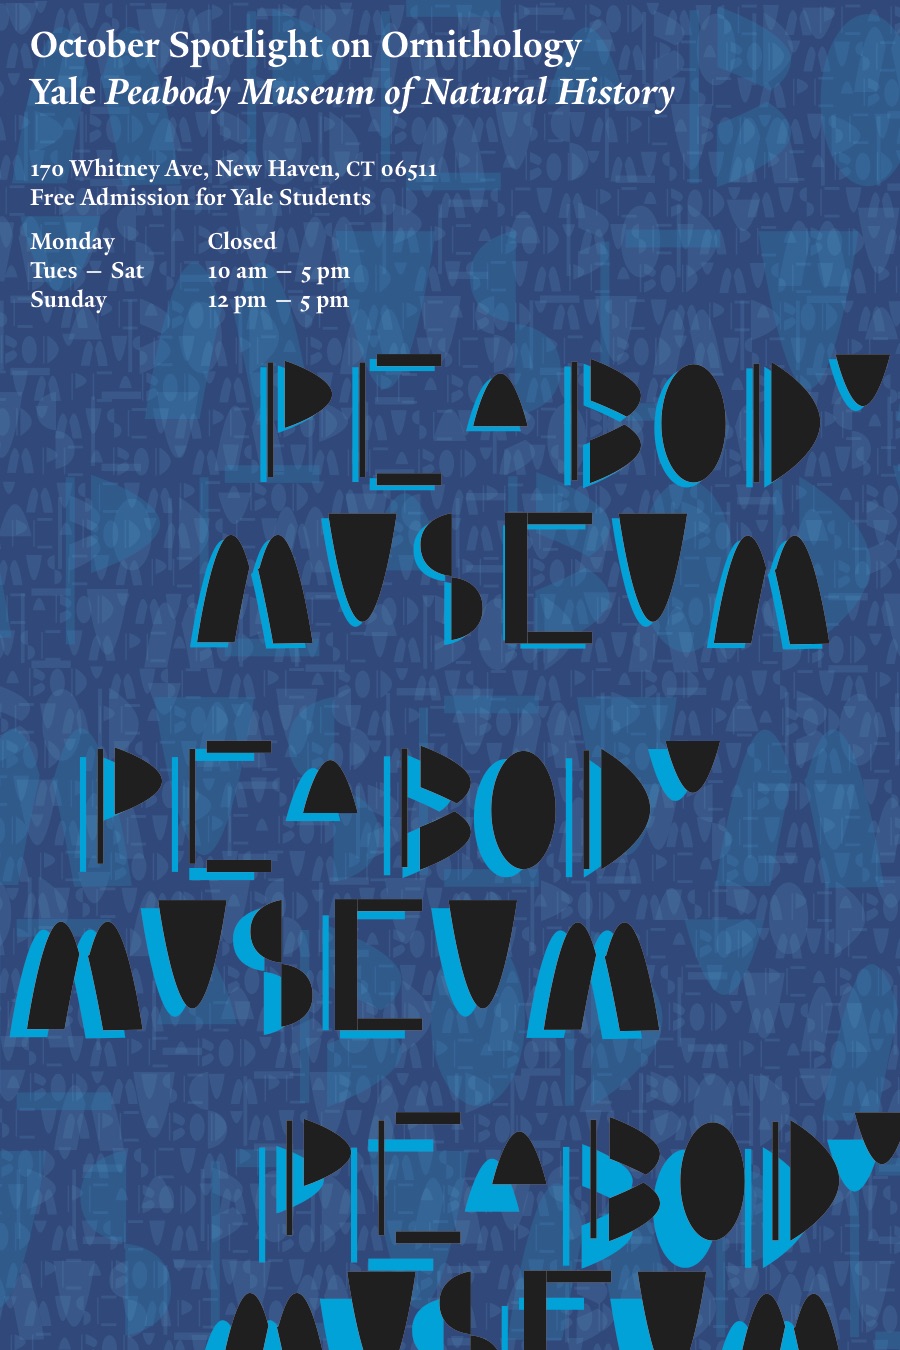 October Spotlight on Ornithology
Yale Peabody Museum of Natural History
170 Whitney Ave, New Haven, CT 06511
Free Admission for Yale Students
Monday Closed
Tues — Sat 10 am — 5 pm
Sunday 12 pm — 5 pm
PEABODY
MUSEUM
PEABODY
MUSEUM
PEABODY
MUSEUM